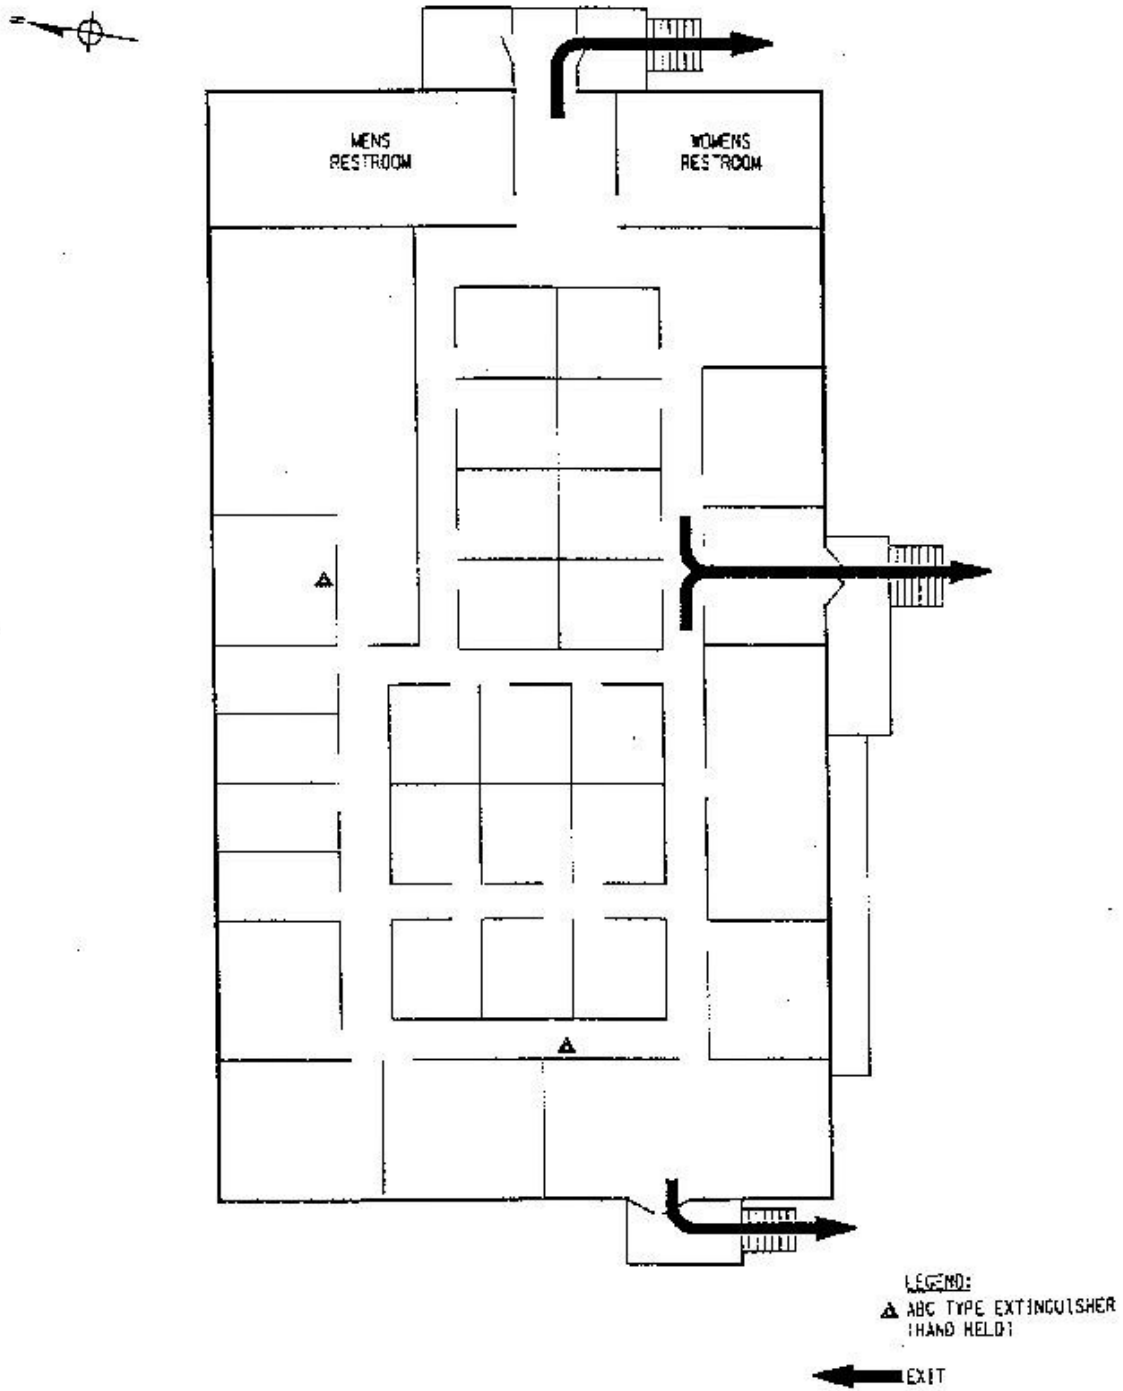 N
MENS
RESTROOM
WOMENS
RESTROOM
LEGEND:
ABC TYPE EXTINGUISHER
(HAND HELD)
EXIT